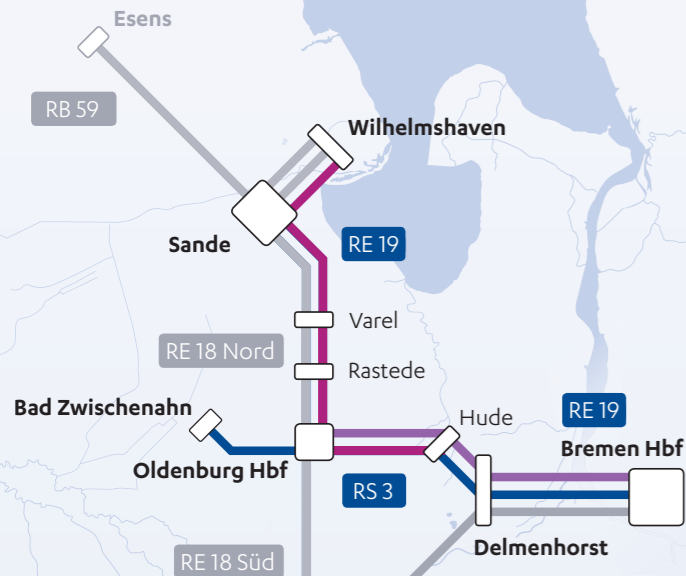 Esens
RB 59
Wilhelmshaven
Sande
RE 19
Varel
RE 18 Nord
Rastede
Bad Zwischenahn
RE 19
Hude
Bremen Hbf
Oldenburg Hbf
RS 3
Delmenhorst
RE 18 Süd